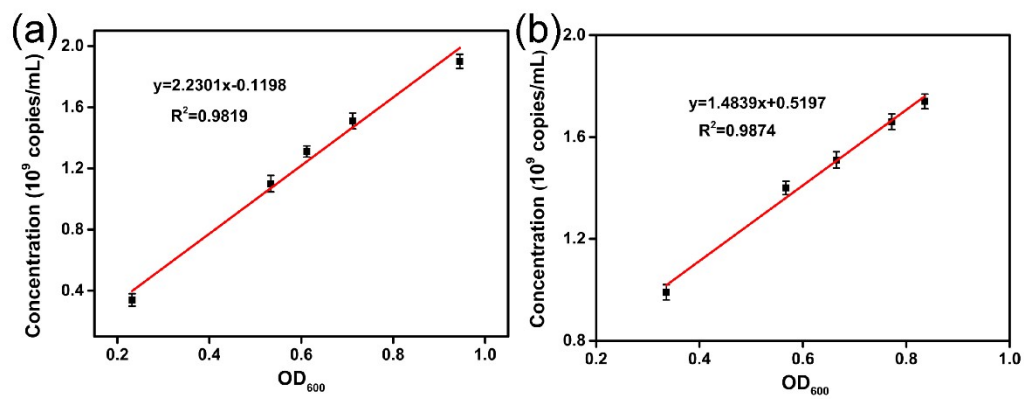 (a)
Concentration (10⁹ copies/mL)
2.0
1.6
1.2
0.8
0.4
y=2.2301x-0.1198
R²=0.9819
0.2 0.4 0.6 0.8 1.0
OD₆₀₀
(b)
Concentration (10⁹ copies/mL)
2.0
1.6
1.2
0.8
y=1.4839x+0.5197
R²=0.9874
0.2 0.4 0.6 0.8 1.0
OD₆₀₀